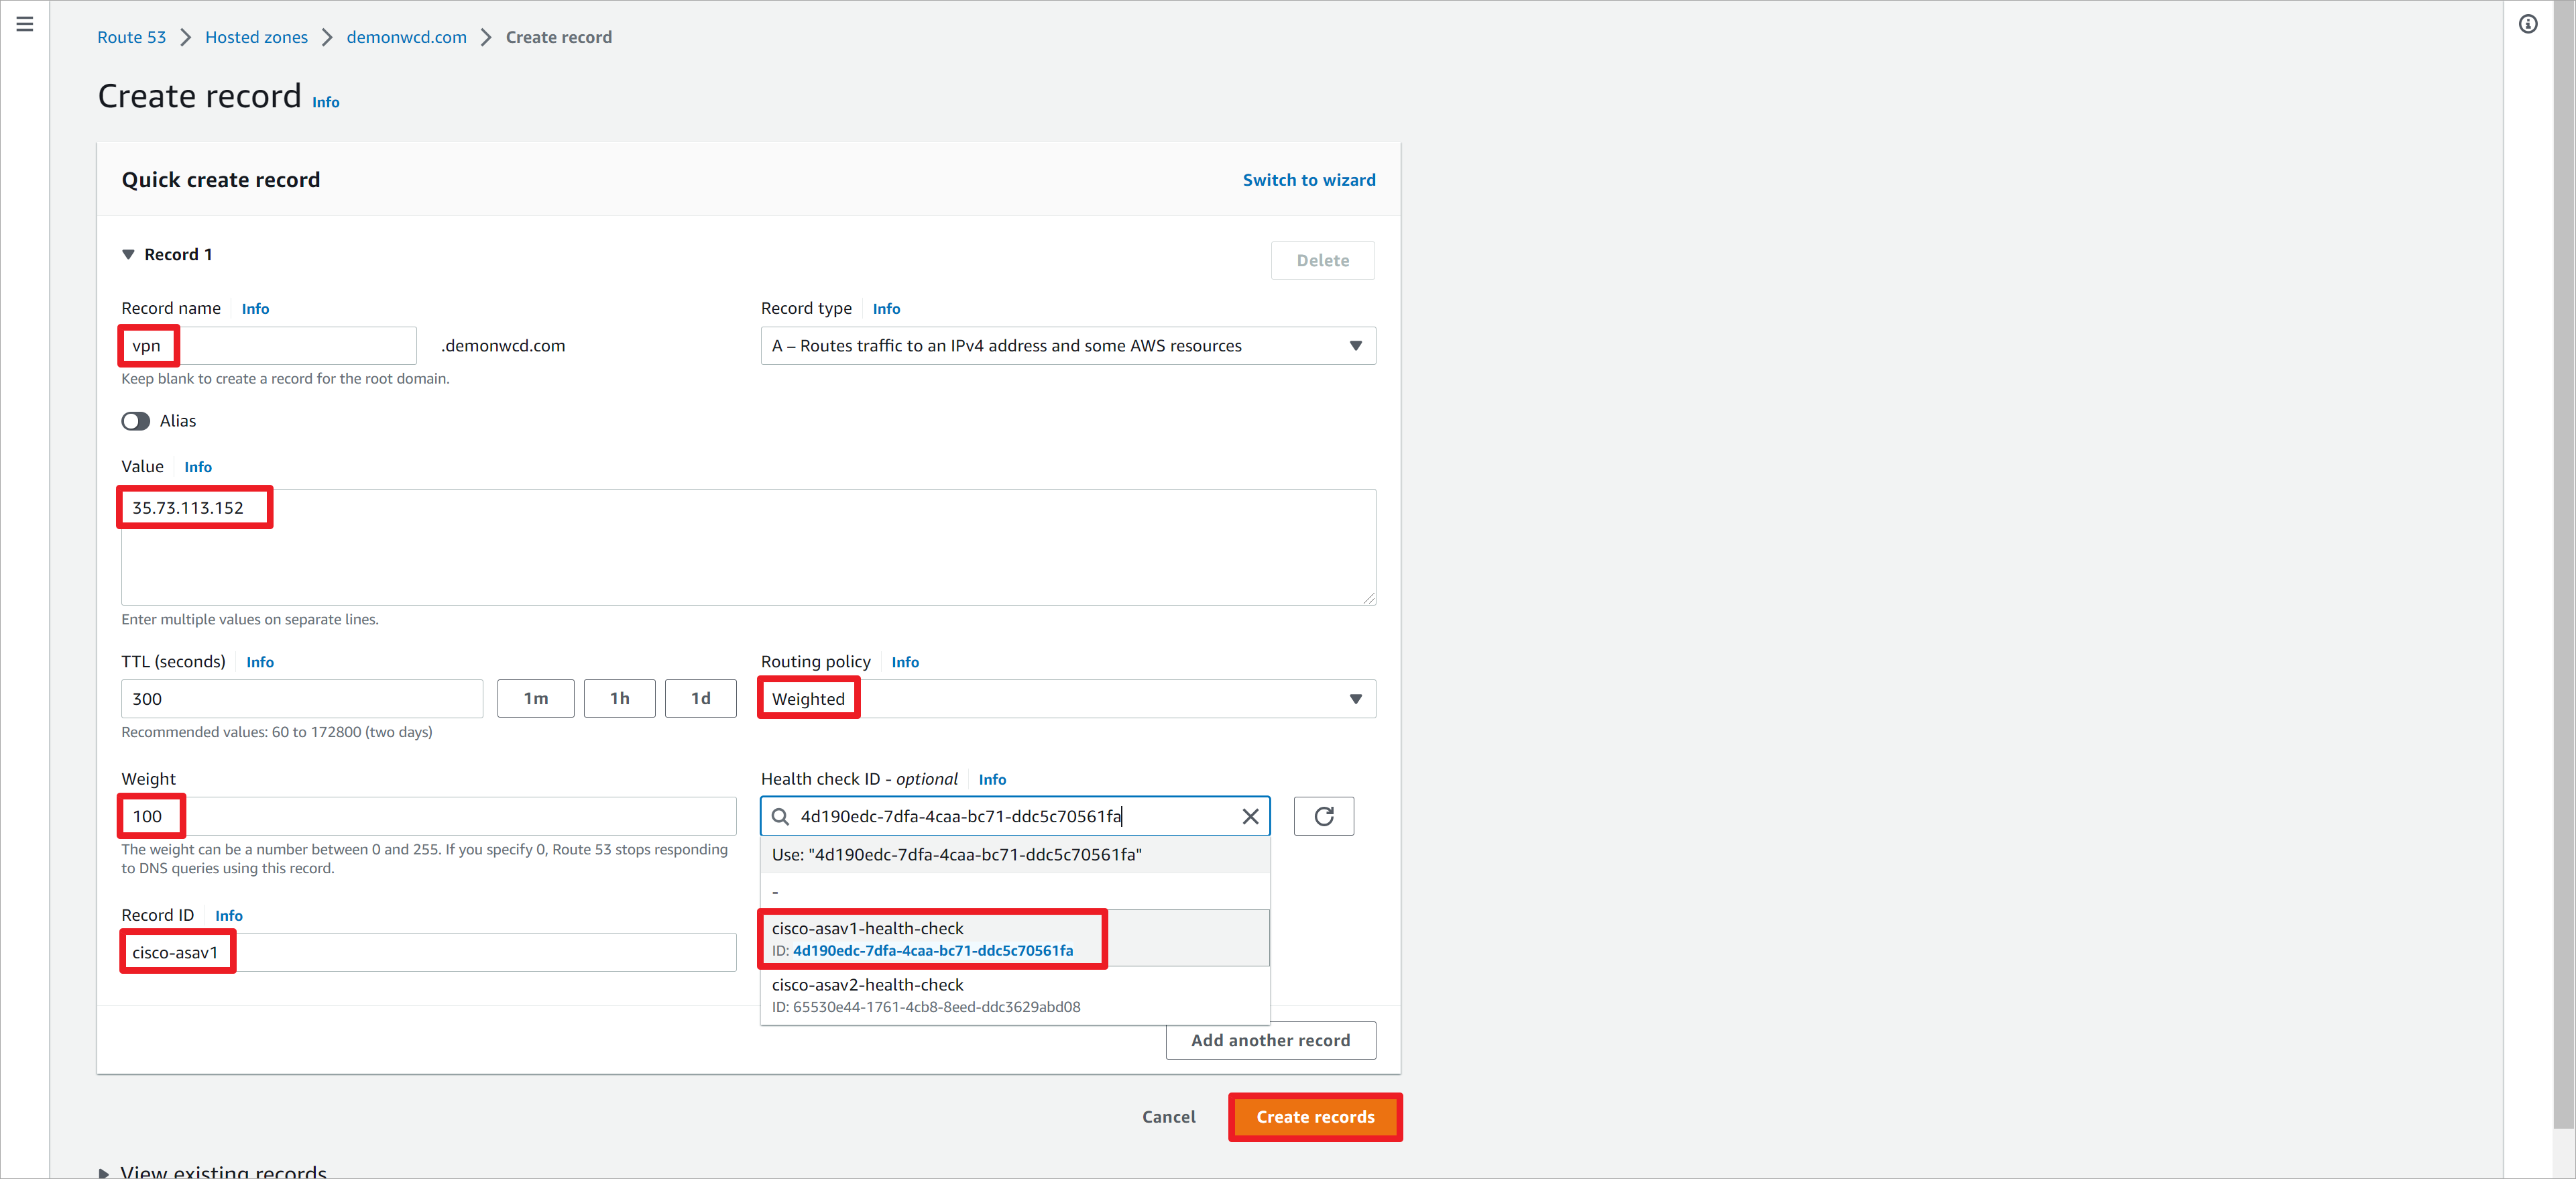 Route 53 > Hosted zones > demonwcd.com > Create record
Create record Info
Quick create record
Switch to wizard
Record 1
Delete
Record name Info
vpn .demonwcd.com
Keep blank to create a record for the root domain.
Record type Info
A – Routes traffic to an IPv4 address and some AWS resources
Alias
Value Info
35.73.113.152
Enter multiple values on separate lines.
TTL (seconds) Info
300 1m 1h 1d
Recommended values: 60 to 172800 (two days)
Routing policy Info
Weighted
Weight
100
The weight can be a number between 0 and 255. If you specify 0, Route 53 stops responding
to DNS queries using this record.
Health check ID - optional Info
4d190edc-7dfa-4caa-bc71-ddc5c70561fa
Use: "4d190edc-7dfa-4caa-bc71-ddc5c70561fa"
-
cisco-asav1-health-check
ID: 4d190edc-7dfa-4caa-bc71-ddc5c70561fa
cisco-asav2-health-check
ID: 65530e44-1761-4cb8-8eed-ddc3629abd08
Record ID Info
cisco-asav1
Add another record
Cancel
Create records
View existing records